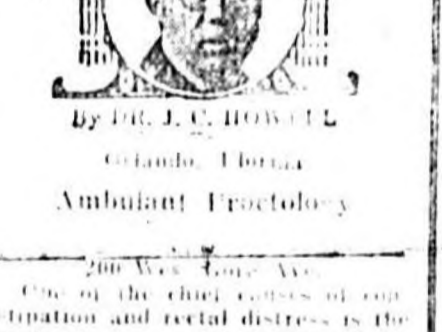 By DR. J. C. HOWELL
Orlando, Florida
Ambulant Proctology
200 Gore Ave.
One of the chief causes of con
stipation and rectal distress is the